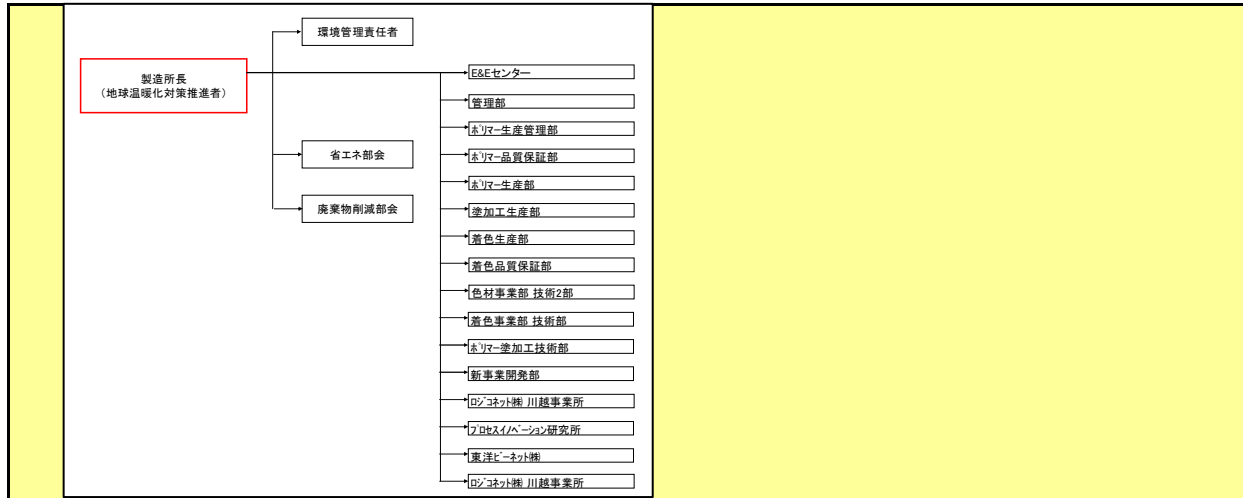 環境管理責任者
製造所長
（地球温暖化対策推進者）
E&Eセンター
管理部
ﾎﾟﾘﾏｰ生産管理部
省エネ部会
ﾎﾟﾘﾏｰ品質保証部
ﾎﾟﾘﾏｰ生産部
廃棄物削減部会
塗加工生産部
着色生産部
着色品質保証部
色材事業部 技術2部
着色事業部 技術部
ﾎﾟﾘﾏｰ塗加工技術部
新事業開発部
ﾛｼﾞｺﾈｯﾄ㈱ 川越事業所
ﾌﾟﾛｾｽｲﾉﾍﾞｰｼｮﾝ研究所
東洋ﾋﾞｰﾈｯﾄ㈱
ﾛｼﾞｺﾈｯﾄ㈱ 川越事業所